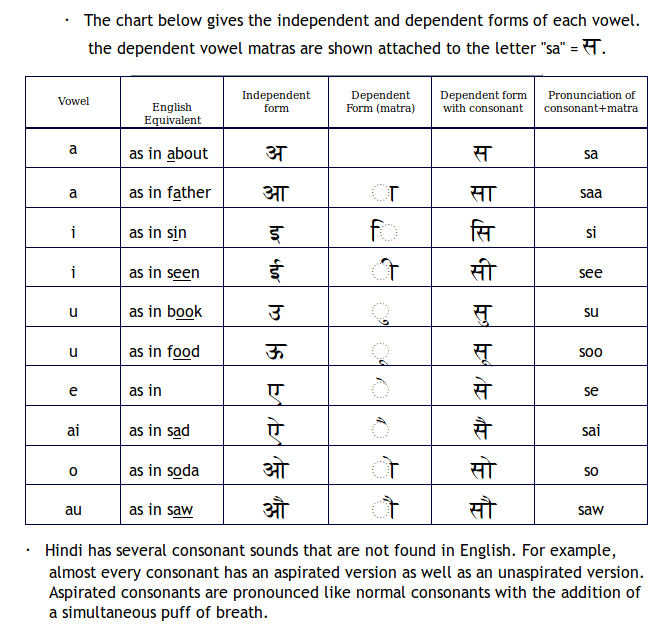 · The chart below gives the independent and dependent forms of each vowel.
the dependent vowel matras are shown attached to the letter "sa" = स.
Vowel English Equivalent Independent form Dependent Form (matra) Dependent form with consonant Pronunciation of consonant+matra
a as in about अ स sa
a as in father आ ा सा saa
i as in sin इ ि सि si
i as in seen ई ी सी see
u as in book उ ु सु su
u as in food ऊ ू सू soo
e as in ए े से se
ai as in sad ऐ ै सै sai
o as in soda ओ ो सो so
au as in saw औ ौ सौ saw
· Hindi has several consonant sounds that are not found in English. For example,
almost every consonant has an aspirated version as well as an unaspirated version.
Aspirated consonants are pronounced like normal consonants with the addition of
a simultaneous puff of breath.